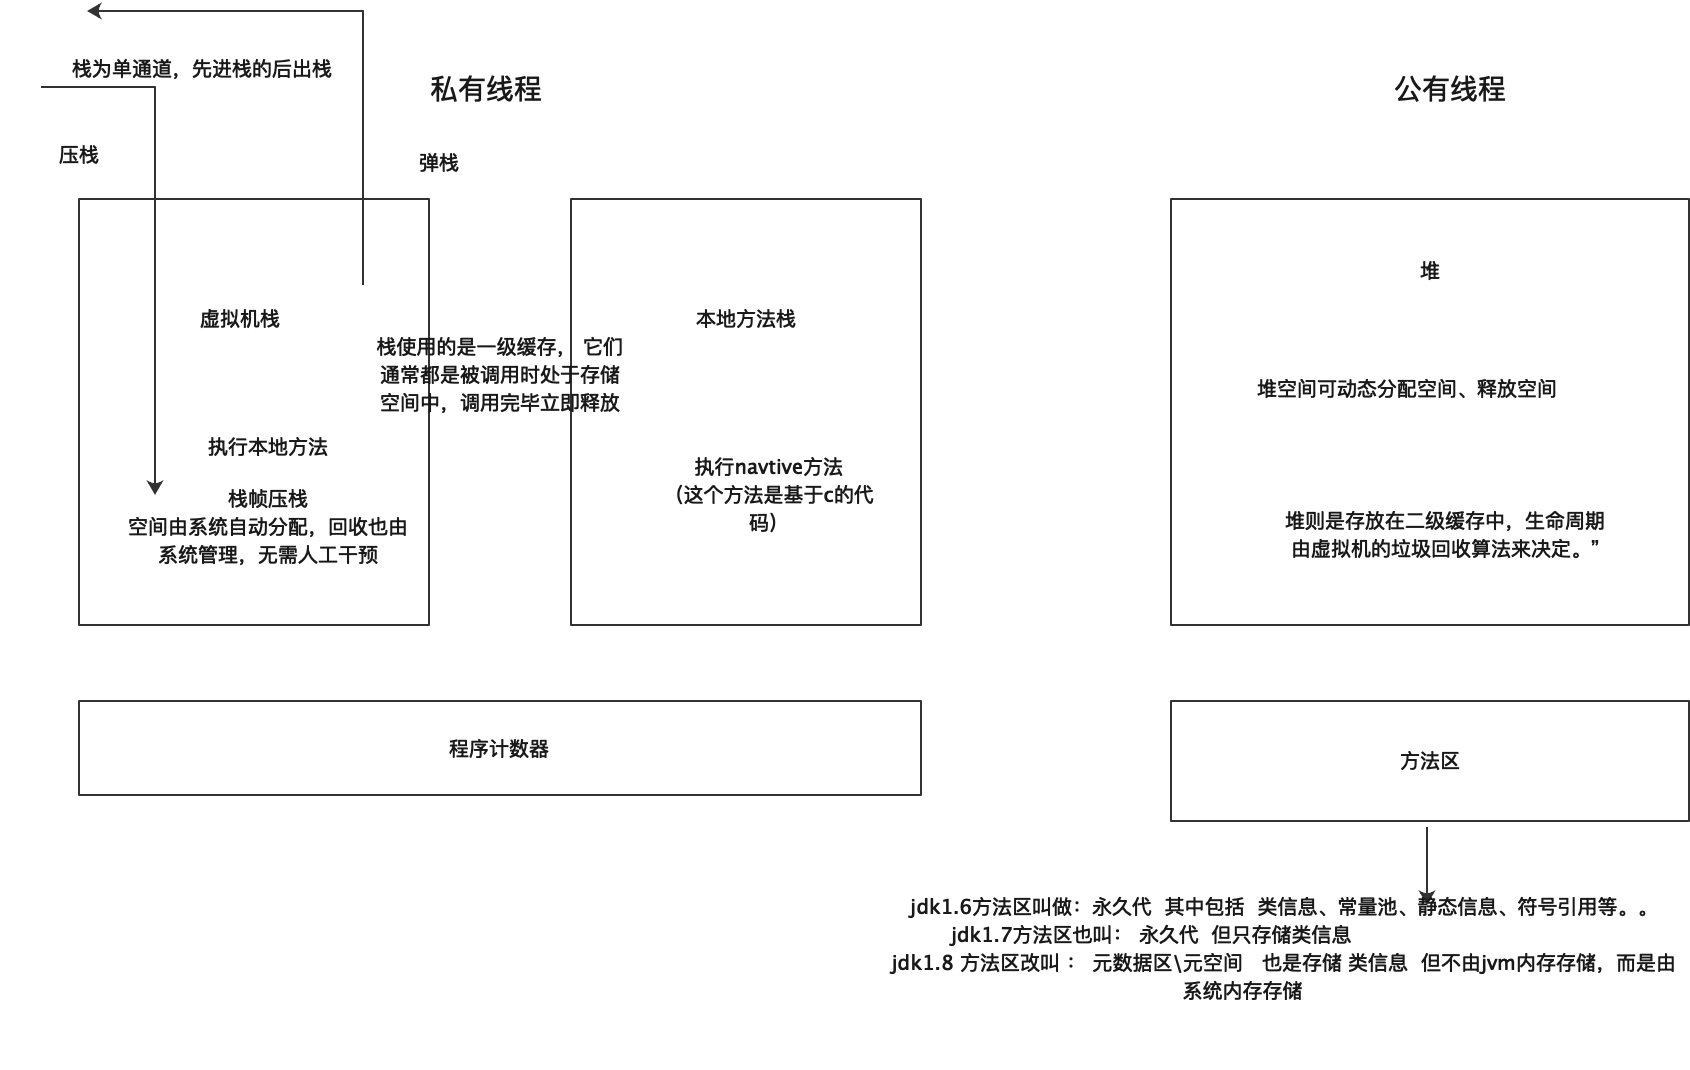 栈为单通道，先进栈的后出栈
私有线程
公有线程
压栈
弹栈
虚拟机栈
执行本地方法
栈帧压栈
空间由系统自动分配，回收也由
系统管理，无需人工干预
栈使用的是一级缓存， 它们
通常都是被调用时处于存储
空间中，调用完毕立即释放
本地方法栈
执行navtive方法
（这个方法是基于c的代
码）
堆
堆空间可动态分配空间、释放空间
堆则是存放在二级缓存中，生命周期
由虚拟机的垃圾回收算法来决定。”
程序计数器
方法区
jdk1.6方法区叫做：永久代 其中包括 类信息、常量池、静态信息、符号引用等。。
jdk1.7方法区也叫： 永久代 但只存储类信息
jdk1.8 方法区改叫 ： 元数据区\元空间 也是存储 类信息 但不由jvm内存存储，而是由
系统内存存储